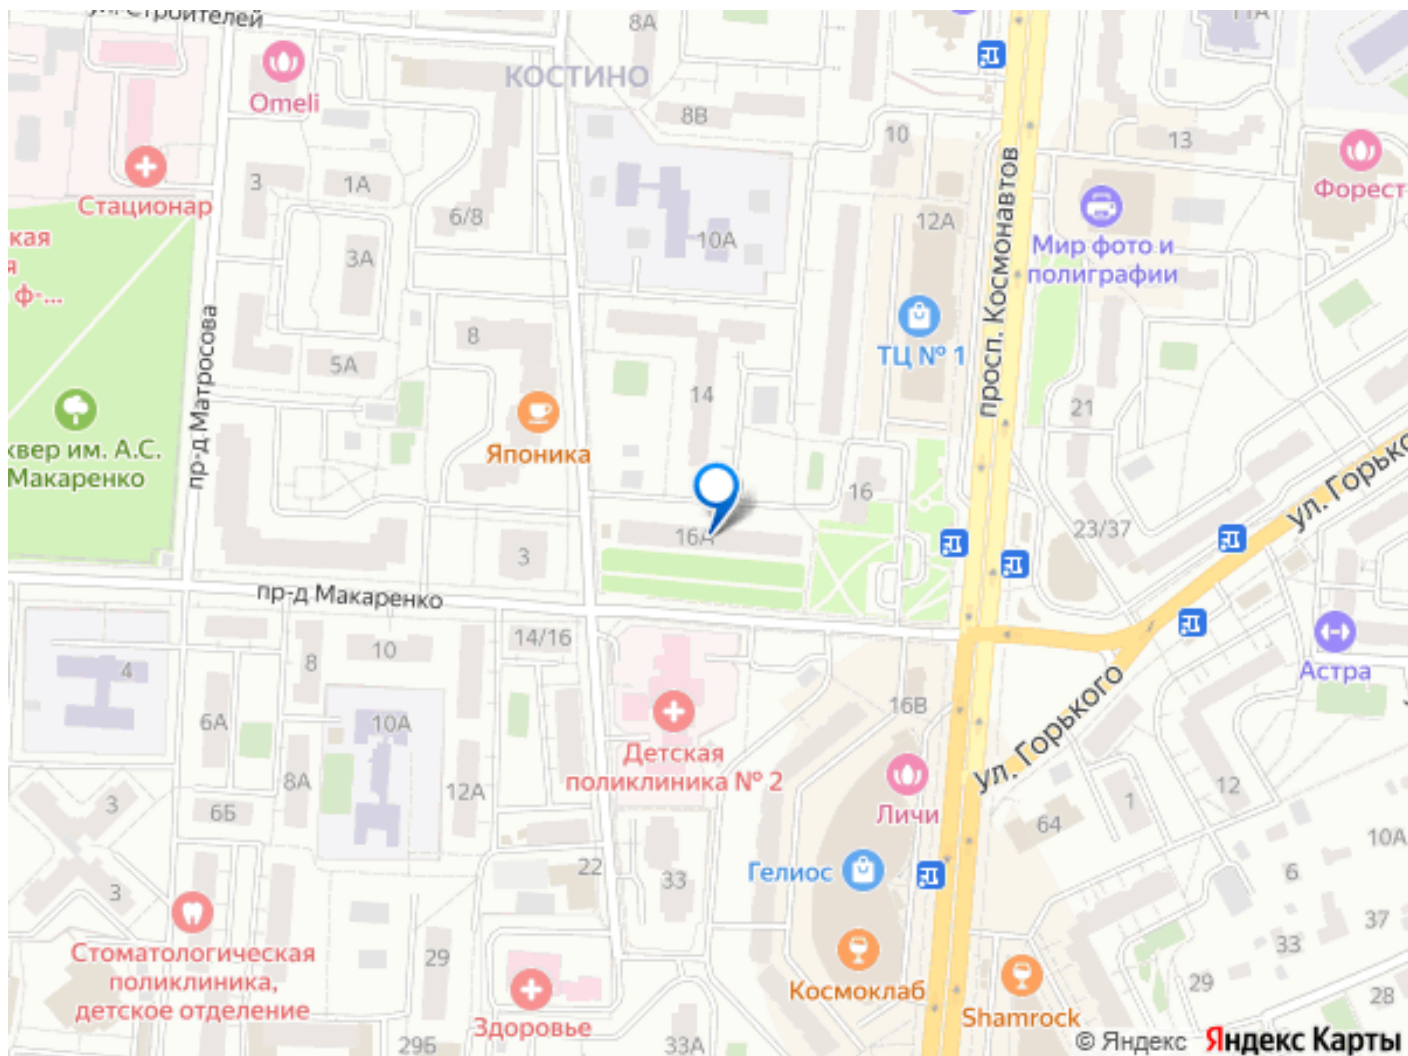 ул. Строителей
8А
11А
Omeli
КОСТИНО
8В
10
13
Форест
Стационар
3
1А
6/8
10А
12А
просп. Космонавтов
Мир фото и
полиграфии
кая
я
ф-...
3А
пр-д Матросова
8
5А
ТЦ № 1
14
21
Японика
сквер им. А.С.
Макаренко
16
ул. Горько
23/37
16А
3
пр-д Макаренко
14/16
4
8
10
Астра
6А
10А
16В
Детская
поликлиника № 2
ул. Горького
8А
12А
3
6Б
Личи
12
1
64
10А
Гелиос
22
33
6
3
37
Стоматологическая
поликлиника,
детское отделение
29
33
Космоклаб
29
28
Здоровье
Shamrock
29Б
33А
© Яндекс Яндекс Карты